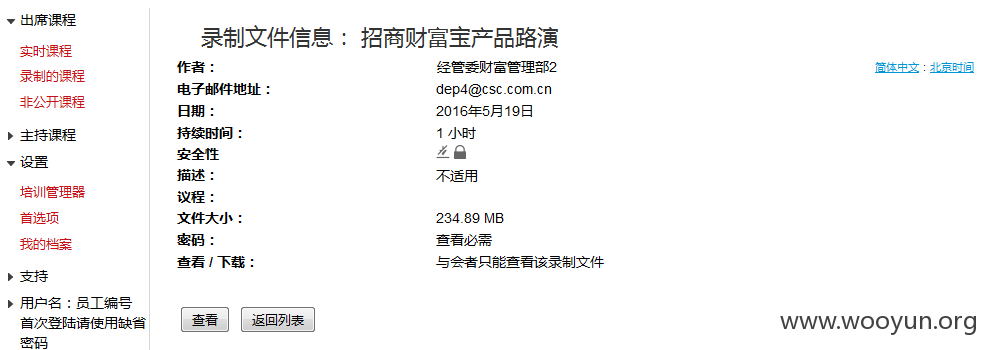 出席课程
实时课程
录制的课程
非公开课程
主持课程
设置
培训管理器
首选项
我的档案
支持
用户名：员工编号
首次登陆请使用缺省
密码
录制文件信息： 招商财富宝产品路演
作者： 经管委财富管理部2
简体中文：北京时间
电子邮件地址： dep4@csc.com.cn
日期： 2016年5月19日
持续时间： 1 小时
安全性
描述： 不适用
议程：
文件大小： 234.89 MB
密码： 查看必需
查看 / 下载： 与会者只能查看该录制文件
查看 返回列表
www.wooyun.org